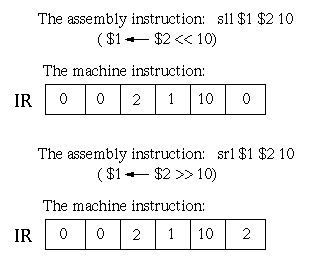 The assembly instruction: sll $1 $2 10
( $1 ← $2 << 10)
The machine instruction:
IR 0 0 2 1 10 0
The assembly instruction: srl $1 $2 10
( $1 ← $2 >> 10)
The machine instruction:
IR 0 0 2 1 10 2